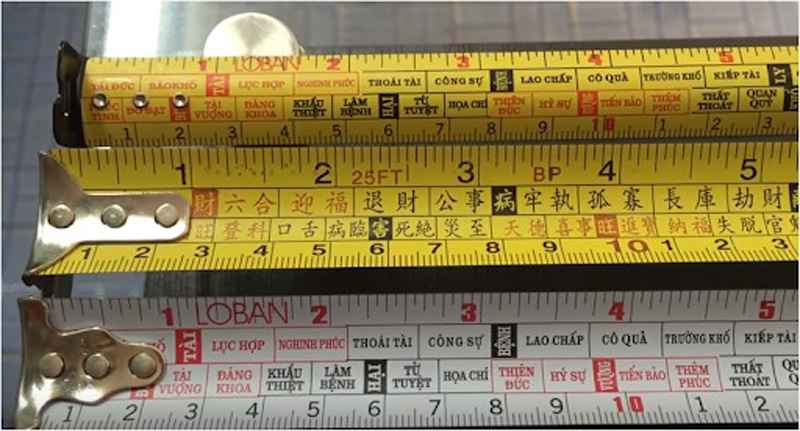 1 LOBAN 2 3 4 5
TÀI ĐỨC BẢO KHỐ TÀI LỤC HỢP NGHINH PHÚC THOÁI TÀI CÔNG SỰ BỆNH LAO CHẤP CÔ QUẢ TRƯỜNG KHỐ KIẾP TÀI LY
TÀI VƯỢNG ĐĂNG KHOA KHẨU THIỆT LÂM BỆNH HẠI TỬ TUYỆT HỌA CHÍ THIÊN ĐỨC HỶ SỰ TIẾN BẢO THÊM PHÚC THẤT THOÁT QUAN QUỶ
1 2 3 4 5 6 7 8 9 10 1 2 3
1 2 25FT 3 BP 4 5
財 六合 迎福 退財 公事 病 牢執 孤寡 長庫 劫財
旺 登科 口舌 病臨 害 死絶 災至 天德 喜事 旺 進寶 納福 失脱 官
1 2 3 4 5 6 7 8 9 10 1 2 3
1 LOBAN 2 3 4 5
TÀI LỤC HỢP NGHINH PHÚC THOÁI TÀI CÔNG SỰ BỆNH LAO CHẤP CÔ QUẢ TRƯỜNG KHỐ KIẾP TÀI
TÀI VƯỢNG ĐĂNG KHOA KHẨU THIỆT LÂM BỆNH HẠI TỬ TUYỆT HỌA CHÍ THIÊN ĐỨC HỶ SỰ VƯỢNG TIẾN BẢO THÊM PHÚC THẤT THOÁT
1 2 3 4 5 6 7 8 9 10 1 2